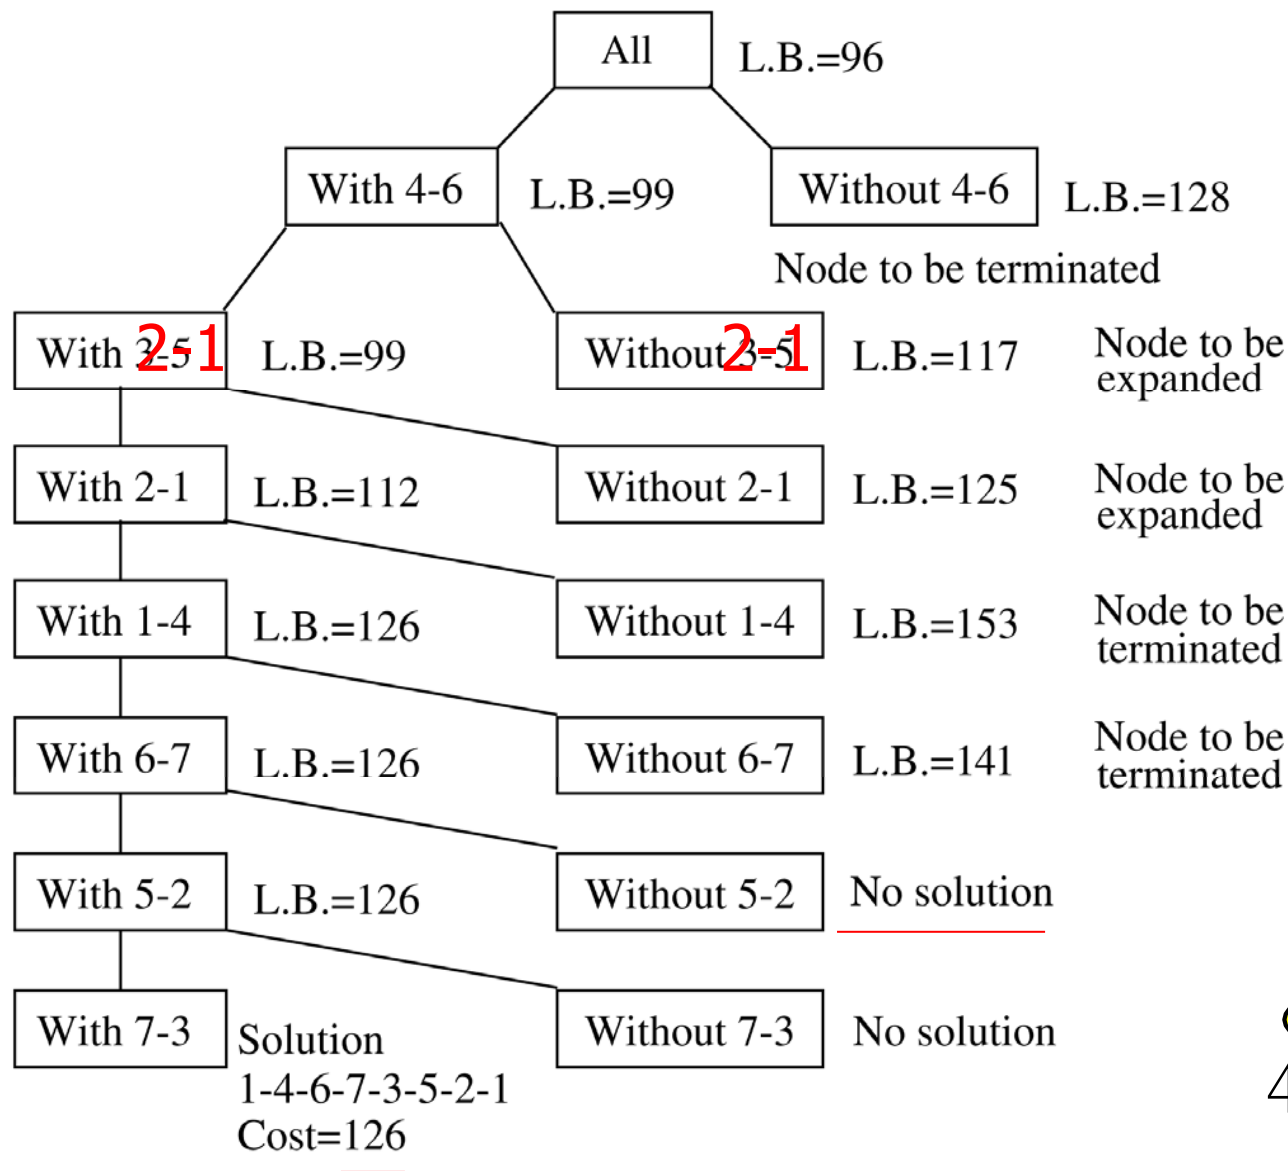 All
L.B.=96
With 4-6
L.B.=99
Without 4-6
L.B.=128
Node to be terminated
With 3-5
2-1
L.B.=99
Without 3-5
2-1
L.B.=117
Node to be
expanded
With 2-1
L.B.=112
Without 2-1
L.B.=125
Node to be
expanded
With 1-4
L.B.=126
Without 1-4
L.B.=153
Node to be
terminated
With 6-7
L.B.=126
Without 6-7
L.B.=141
Node to be
terminated
With 5-2
L.B.=126
Without 5-2
No solution
With 7-3
Solution
1-4-6-7-3-5-2-1
Cost=126
Without 7-3
No solution